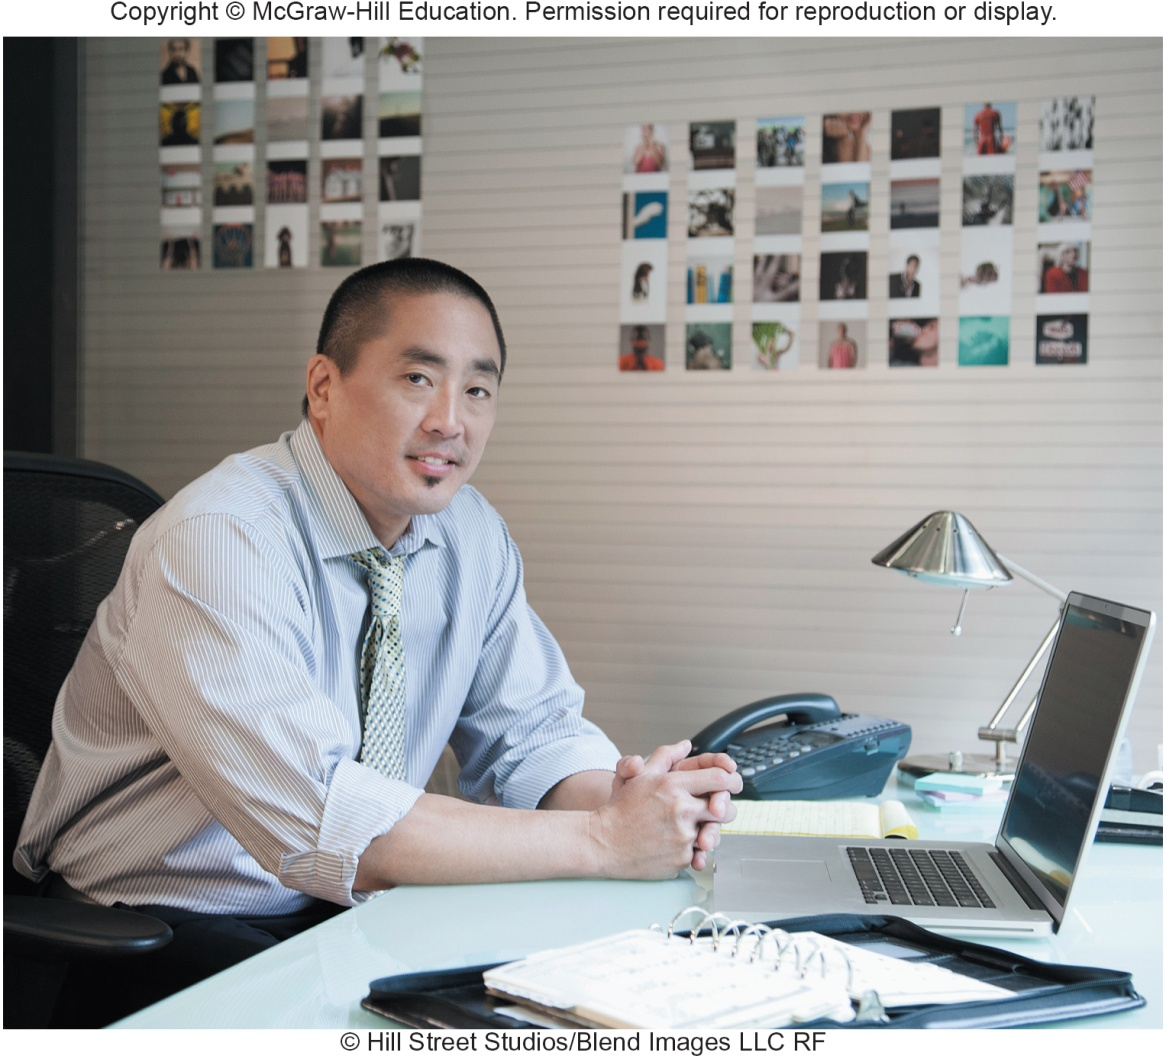 Copyright © McGraw-Hill Education. Permission required for reproduction or display.
© Hill Street Studios/Blend Images LLC RF